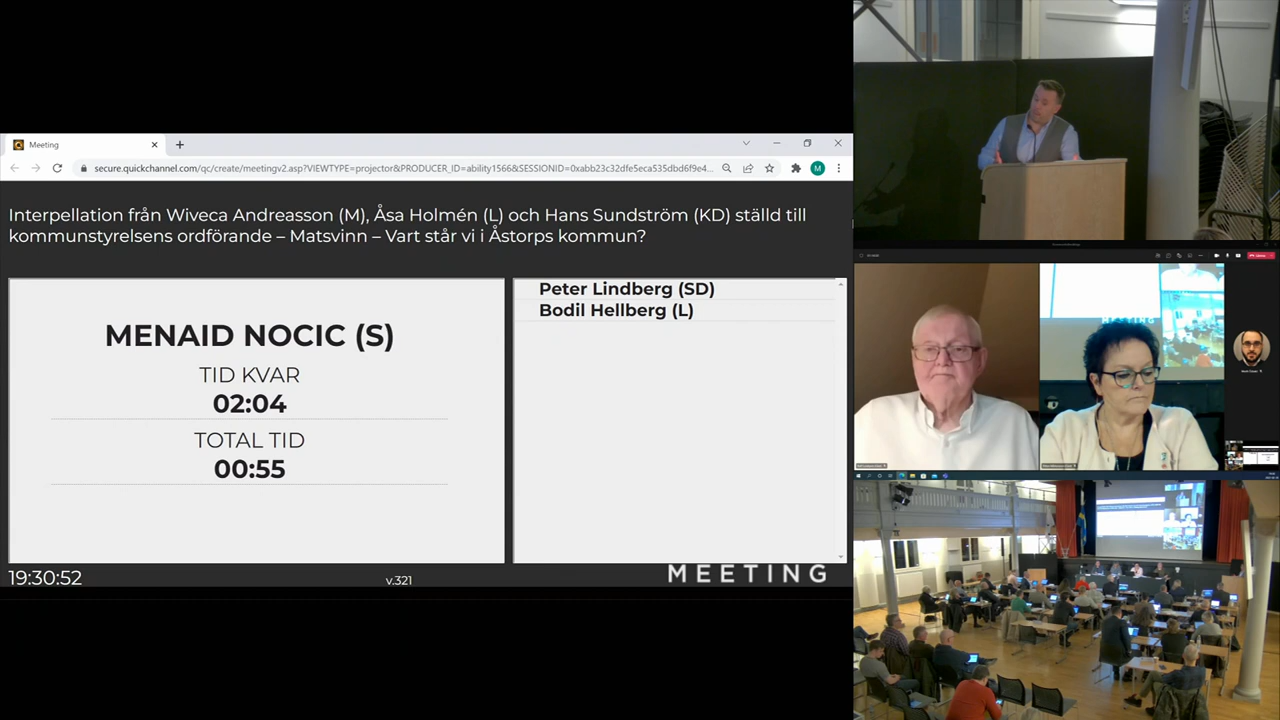 Meeting
secure.quickchannel.com/qc/create/meetingv2.asp?VIEWTYPE=projector&PRODUCER_ID=ability1566&SESSIONID=0xabb23c32dfe5eca535dbd6f9e4...
M
Interpellation från Wiveca Andreasson (M), Åsa Holmén (L) och Hans Sundström (KD) ställd till
kommunstyrelsens ordförande – Matsvinn – Vart står vi i Åstorps kommun?
MENAID NOCIC (S)
TID KVAR
02:04
TOTAL TID
00:55
Peter Lindberg (SD)
Bodil Hellberg (L)
19:30:52
v.321
MEETING
MEETING